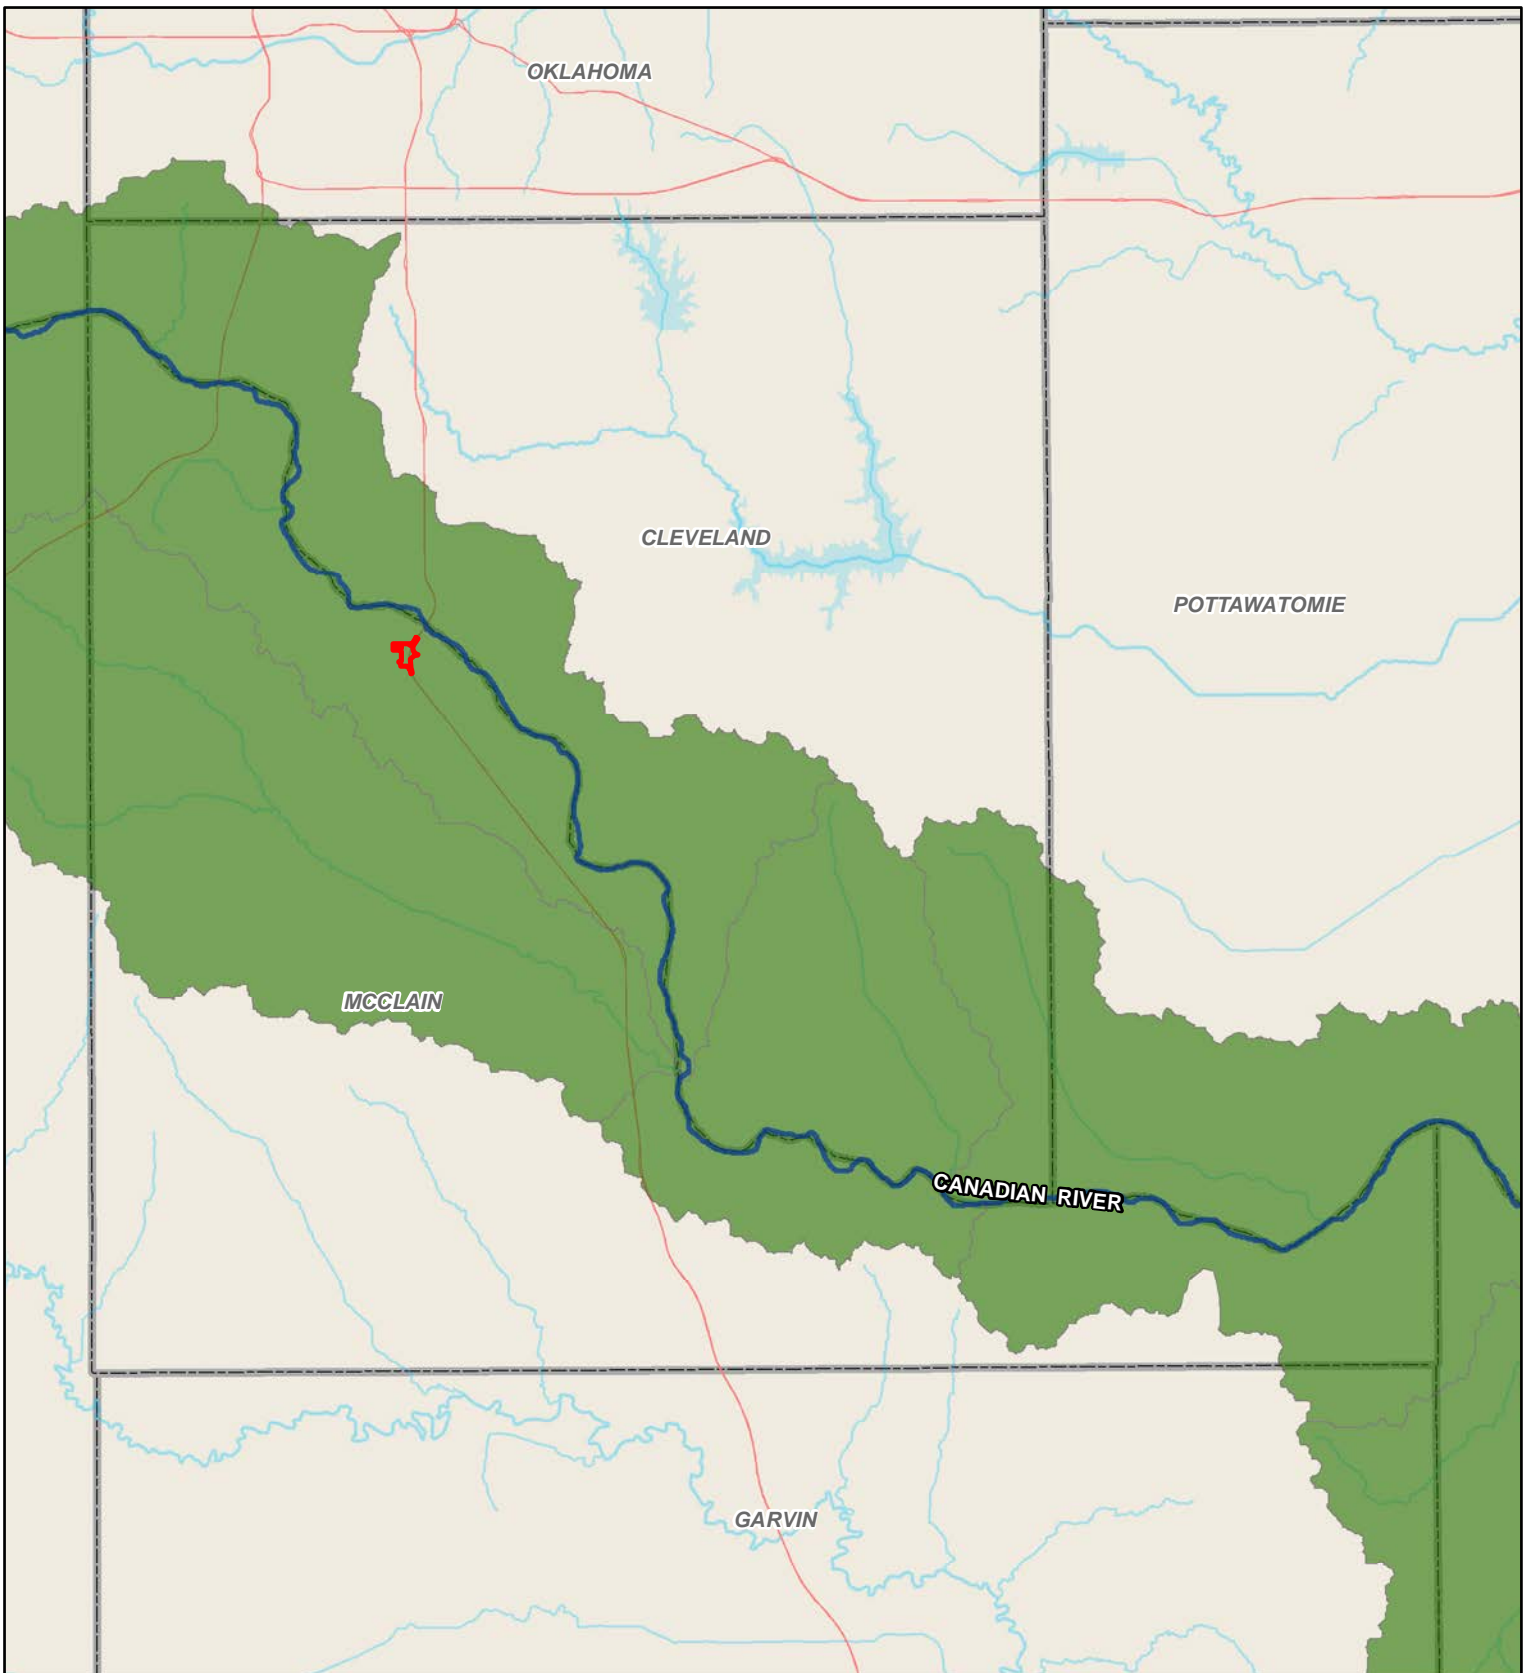 OKLAHOMA
CLEVELAND
POTTAWATOMIE
MCCLAIN
CANADIAN RIVER
GARVIN